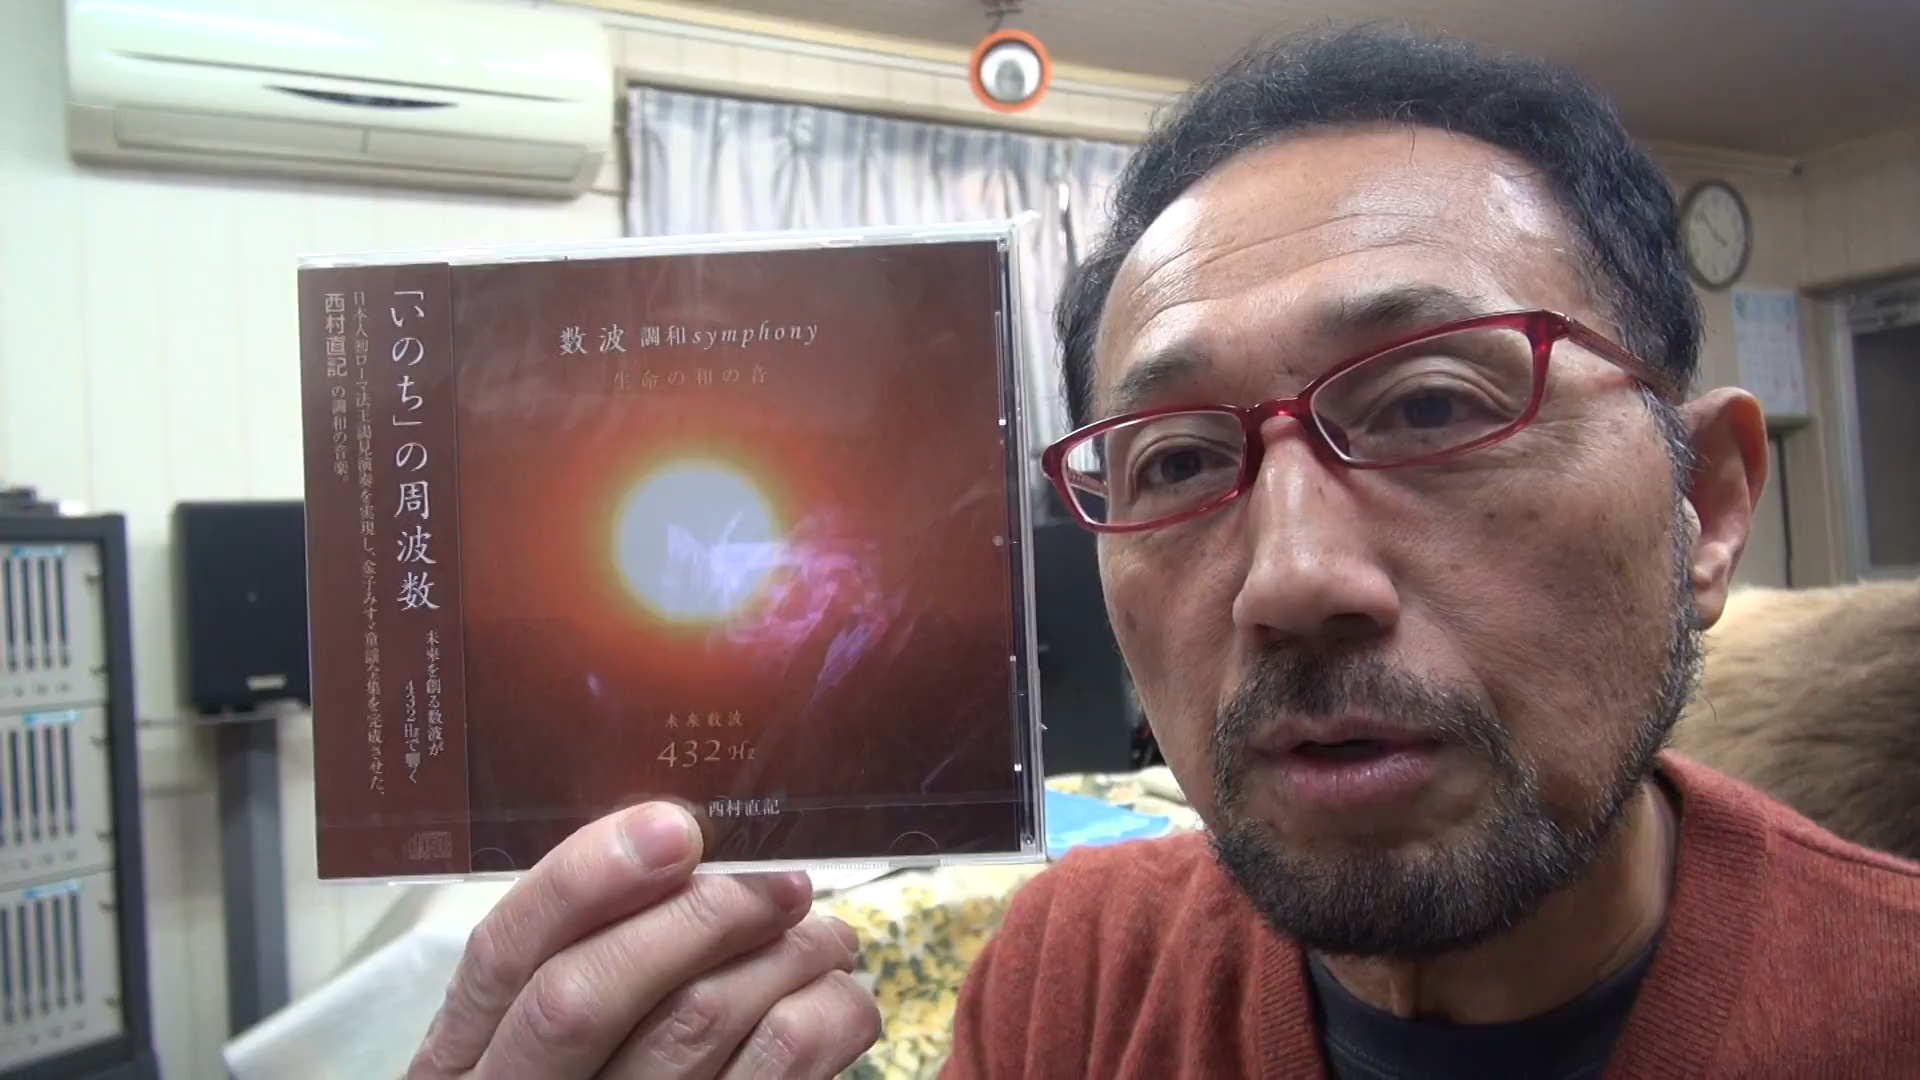 「いのち」の周波数
未来を創る数波が
432Hzで響く
日本人初ローマ法王謁見演奏を実現し、金子みすゞ童謡全集を完成させた、
西村直記の調和の音楽。
数波 調和symphony
生命の和の音
未来数波
432Hz
西村直記